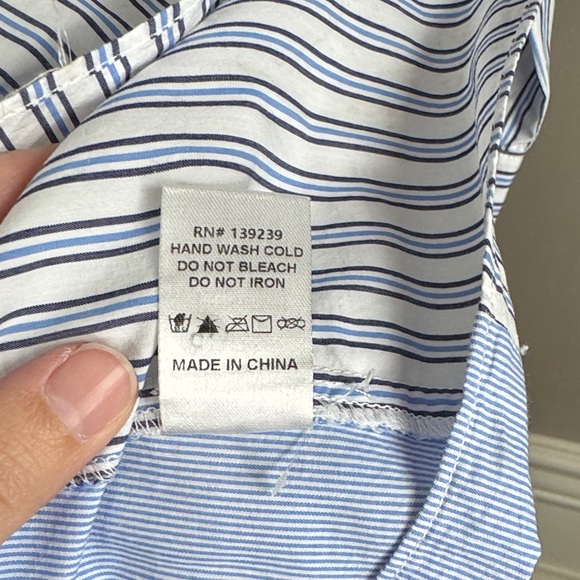 RN# 139239
HAND WASH COLD
DO NOT BLEACH
DO NOT IRON
MADE IN CHINA